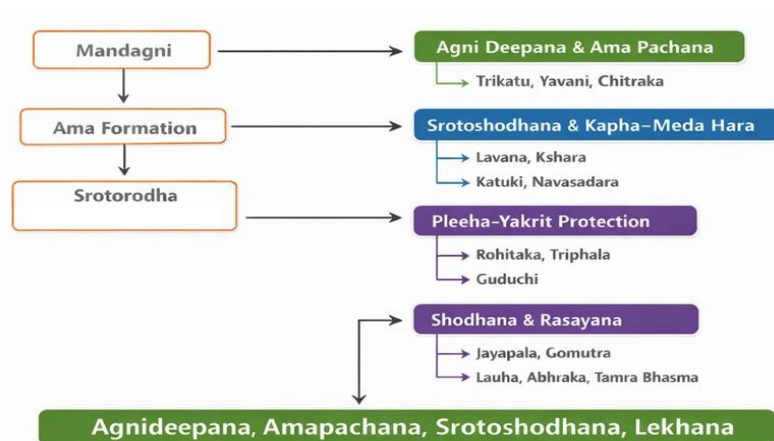 Mandagni
Agni Deepana & Ama Pachana
Trikatu, Yavani, Chitraka
Ama Formation
Srotoshodhana & Kapha–Meda Hara
Lavana, Kshara
Katuki, Navasadara
Srotorodha
Pleeha-Yakrit Protection
Rohitaka, Triphala
Guduchi
Shodhana & Rasayana
Jayapala, Gomutra
Lauha, Abhraka, Tamra Bhasma
Agnideepana, Amapachana, Srotoshodhana, Lekhana